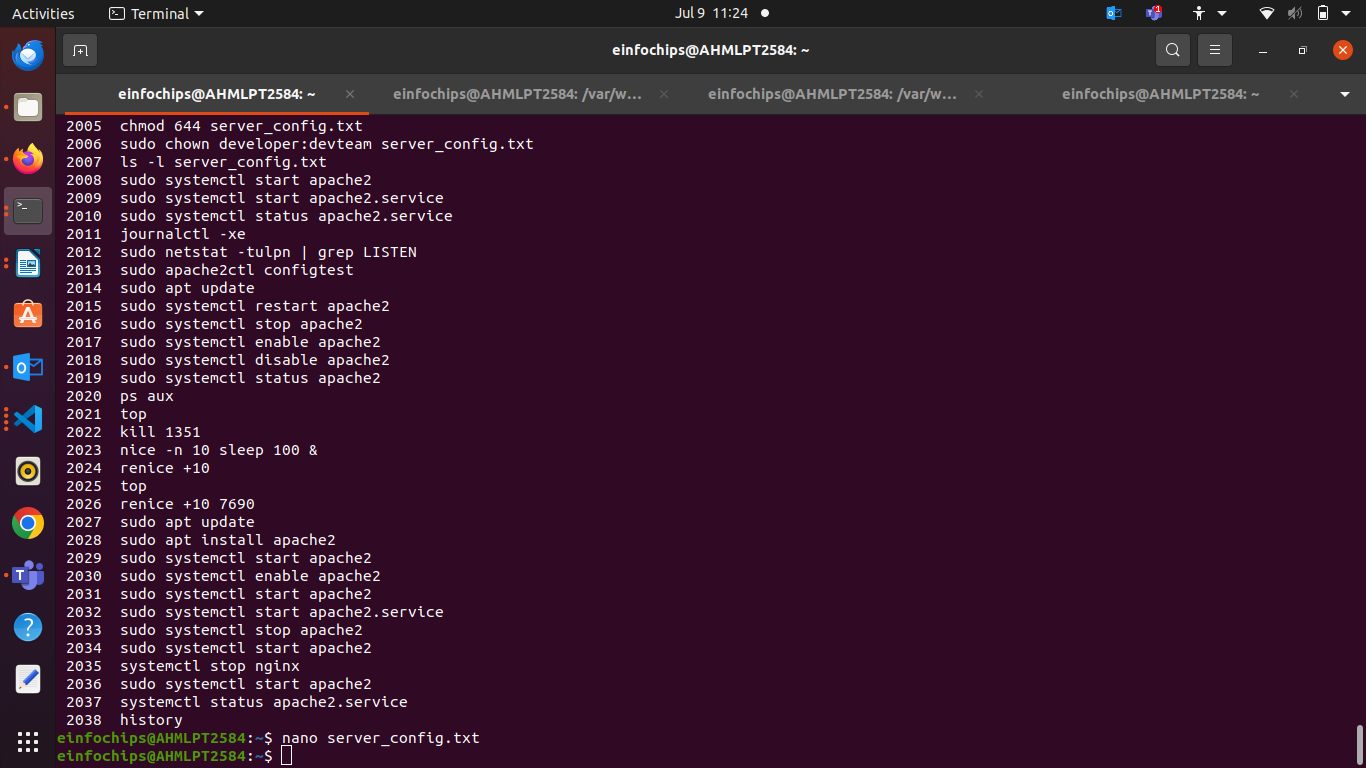 Activities
Terminal
Jul 9 11:24
1
einfochips@AHMLPT2584: ~
einfochips@AHMLPT2584: ~
einfochips@AHMLPT2584: /var/w...
einfochips@AHMLPT2584: /var/w...
einfochips@AHMLPT2584: ~
2005 chmod 644 server_config.txt
2006 sudo chown developer:devteam server_config.txt
2007 ls -l server_config.txt
2008 sudo systemctl start apache2
2009 sudo systemctl start apache2.service
2010 sudo systemctl status apache2.service
2011 journalctl -xe
2012 sudo netstat -tulpn | grep LISTEN
2013 sudo apache2ctl configtest
2014 sudo apt update
2015 sudo systemctl restart apache2
2016 sudo systemctl stop apache2
2017 sudo systemctl enable apache2
2018 sudo systemctl disable apache2
2019 sudo systemctl status apache2
2020 ps aux
2021 top
2022 kill 1351
2023 nice -n 10 sleep 100 &
2024 renice +10
2025 top
2026 renice +10 7690
2027 sudo apt update
2028 sudo apt install apache2
2029 sudo systemctl start apache2
2030 sudo systemctl enable apache2
2031 sudo systemctl start apache2
2032 sudo systemctl start apache2.service
2033 sudo systemctl stop apache2
2034 sudo systemctl start apache2
2035 systemctl stop nginx
2036 sudo systemctl start apache2
2037 systemctl status apache2.service
2038 history
einfochips@AHMLPT2584:~$ nano server_config.txt
einfochips@AHMLPT2584:~$